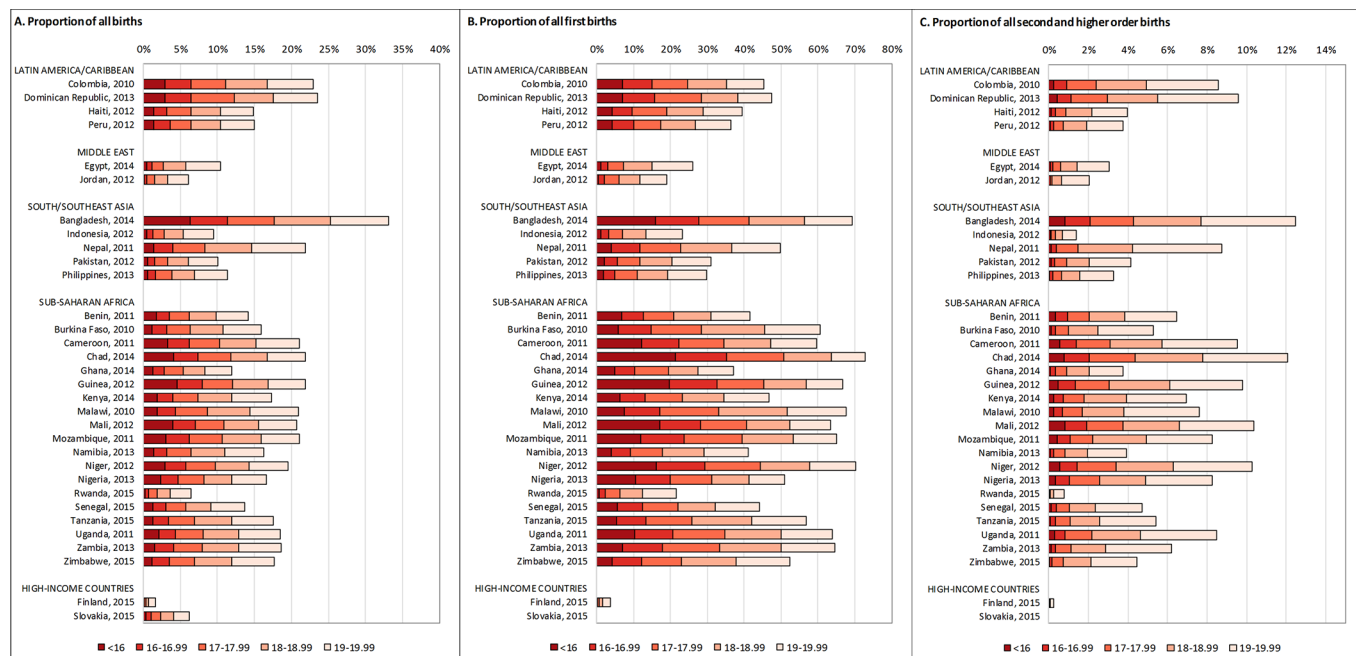 A. Proportion of all births
0% 5% 10% 15% 20% 25% 30% 35% 40%
LATIN AMERICA/CARIBBEAN
Colombia, 2010
Dominican Republic, 2013
Haiti, 2012
Peru, 2012
MIDDLE EAST
Egypt, 2014
Jordan, 2012
SOUTH/SOUTHEAST ASIA
Bangladesh, 2014
Indonesia, 2012
Nepal, 2011
Pakistan, 2012
Philippines, 2013
SUB-SAHARAN AFRICA
Benin, 2011
Burkina Faso, 2010
Cameroon, 2011
Chad, 2014
Ghana, 2014
Guinea, 2012
Kenya, 2014
Malawi, 2010
Mali, 2012
Mozambique, 2011
Namibia, 2013
Niger, 2012
Nigeria, 2013
Rwanda, 2015
Senegal, 2015
Tanzania, 2015
Uganda, 2011
Zambia, 2013
Zimbabwe, 2015
HIGH-INCOME COUNTRIES
Finland, 2015
Slovakia, 2015
<16 16-16.99 17-17.99 18-18.99 19-19.99
B. Proportion of all first births
0% 10% 20% 30% 40% 50% 60% 70% 80%
LATIN AMERICA/CARIBBEAN
Colombia, 2010
Dominican Republic, 2013
Haiti, 2012
Peru, 2012
MIDDLE EAST
Egypt, 2014
Jordan, 2012
SOUTH/SOUTHEAST ASIA
Bangladesh, 2014
Indonesia, 2012
Nepal, 2011
Pakistan, 2012
Philippines, 2013
SUB-SAHARAN AFRICA
Benin, 2011
Burkina Faso, 2010
Cameroon, 2011
Chad, 2014
Ghana, 2014
Guinea, 2012
Kenya, 2014
Malawi, 2010
Mali, 2012
Mozambique, 2011
Namibia, 2013
Niger, 2012
Nigeria, 2013
Rwanda, 2015
Senegal, 2015
Tanzania, 2015
Uganda, 2011
Zambia, 2013
Zimbabwe, 2015
HIGH-INCOME COUNTRIES
Finland, 2015
Slovakia, 2015
<16 16-16.99 17-17.99 18-18.99 19-19.99
C. Proportion of all second and higher order births
0% 2% 4% 6% 8% 10% 12% 14%
LATIN AMERICA/CARIBBEAN
Colombia, 2010
Dominican Republic, 2013
Haiti, 2012
Peru, 2012
MIDDLE EAST
Egypt, 2014
Jordan, 2012
SOUTH/SOUTHEAST ASIA
Bangladesh, 2014
Indonesia, 2012
Nepal, 2011
Pakistan, 2012
Philippines, 2013
SUB-SAHARAN AFRICA
Benin, 2011
Burkina Faso, 2010
Cameroon, 2011
Chad, 2014
Ghana, 2014
Guinea, 2012
Kenya, 2014
Malawi, 2010
Mali, 2012
Mozambique, 2011
Namibia, 2013
Niger, 2012
Nigeria, 2013
Rwanda, 2015
Senegal, 2015
Tanzania, 2015
Uganda, 2011
Zambia, 2013
Zimbabwe, 2015
HIGH-INCOME COUNTRIES
Finland, 2015
Slovakia, 2015
<16 16-16.99 17-17.99 18-18.99 19-19.99